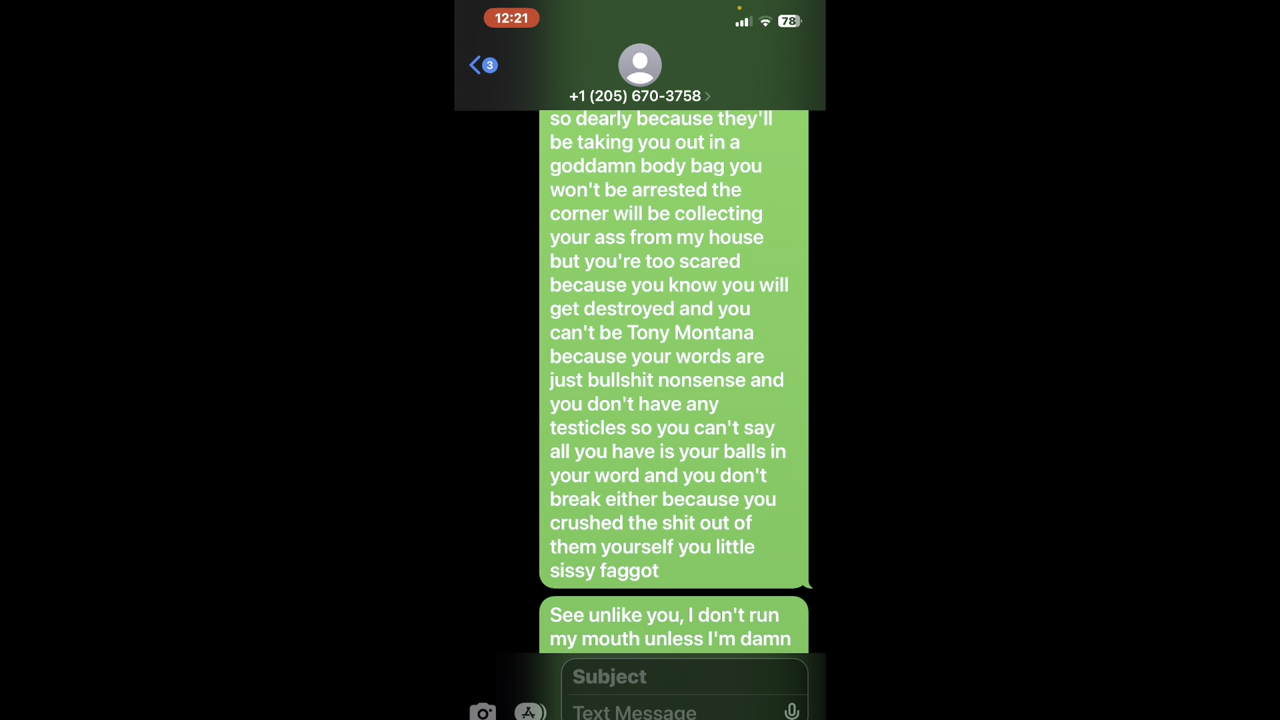 12:21
78
3
+1 (205) 670-3758
so dearly because they'll
be taking you out in a
goddamn body bag you
won't be arrested the
corner will be collecting
your ass from my house
but you're too scared
because you know you will
get destroyed and you
can't be Tony Montana
because your words are
just bullshit nonsense and
you don't have any
testicles so you can't say
all you have is your balls in
your word and you don't
break either because you
crushed the shit out of
them yourself you little
sissy faggot
See unlike you, I don't run
my mouth unless I'm damn
Subject
Text Message